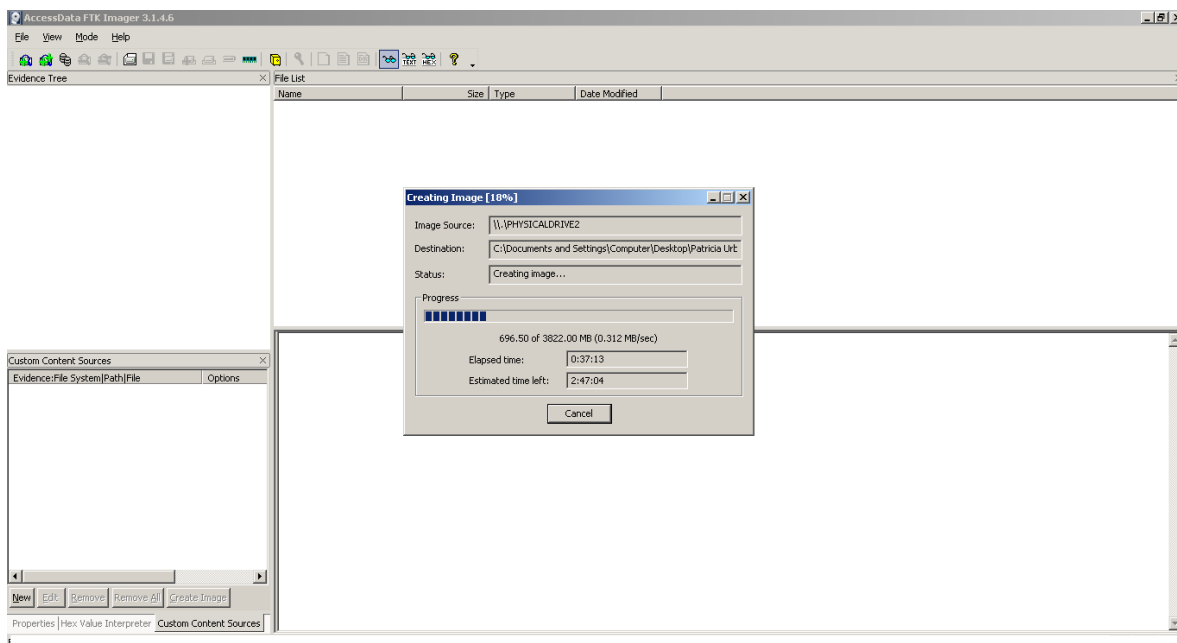 AccessData FTK Imager 3.1.4.6
File View Mode Help
TEXT HEX
Evidence Tree
File List
Name Size Type Date Modified
Creating Image [18%]
Image Source: \\.\PHYSICALDRIVE2
Destination: C:\Documents and Settings\Computer\Desktop\Patricia Urb
Status: Creating image...
Progress
696.50 of 3822.00 MB (0.312 MB/sec)
Elapsed time: 0:37:13
Estimated time left: 2:47:04
Cancel
Custom Content Sources
Evidence:File System|Path|File Options
New Edit Remove Remove All Create Image
Properties Hex Value Interpreter Custom Content Sources